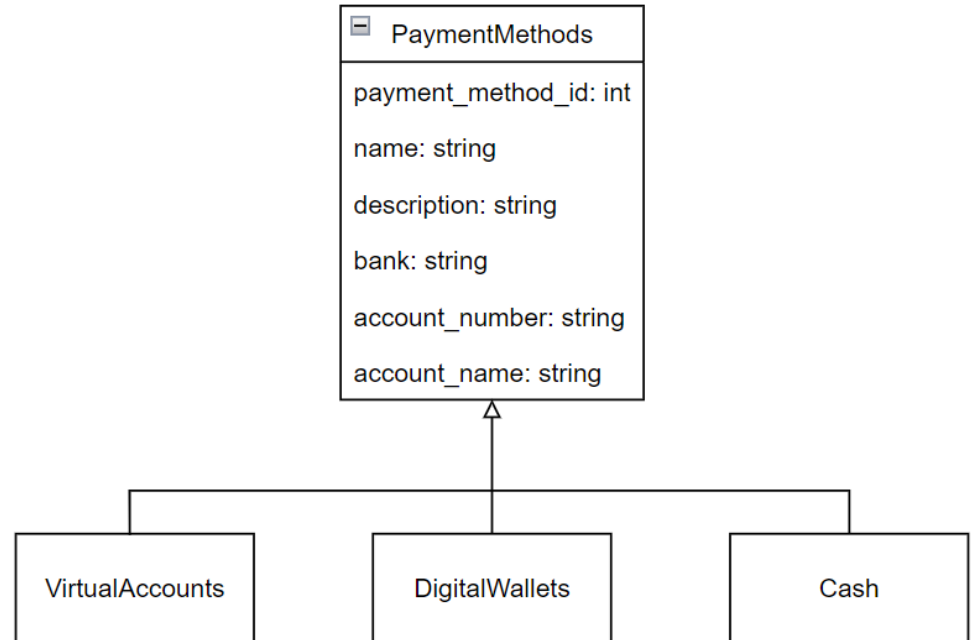 PaymentMethods
payment_method_id: int
name: string
description: string
bank: string
account_number: string
account_name: string
VirtualAccounts
DigitalWallets
Cash